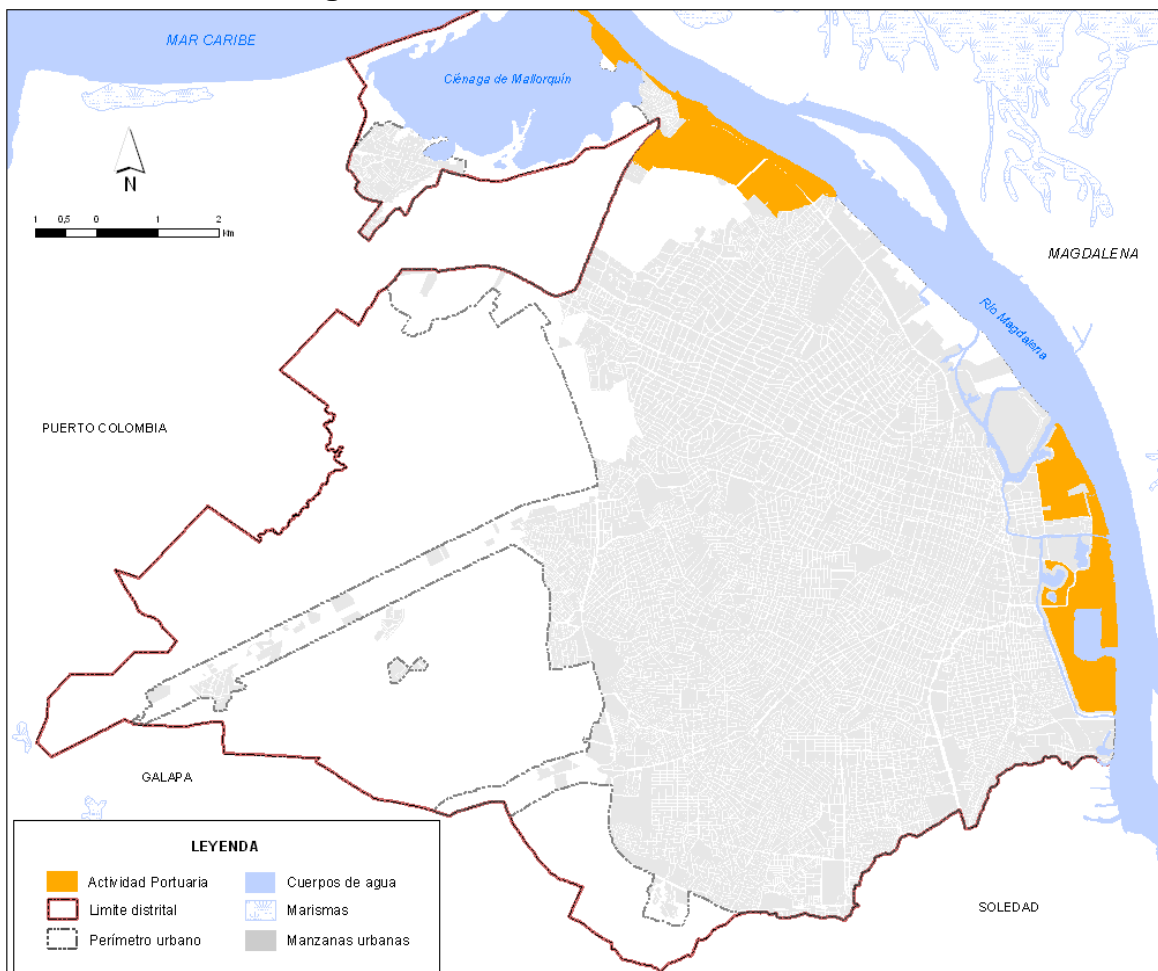 MAR CARIBE
Ciénaga de Mallorquín
N
1 0,5 0 1 2
km
MAGDALENA
Río Magdalena
PUERTO COLOMBIA
GALAPA
SOLEDAD
LEYENDA
Actividad Portuaria
Cuerpos de agua
Limite distrital
Marismas
Perímetro urbano
Manzanas urbanas